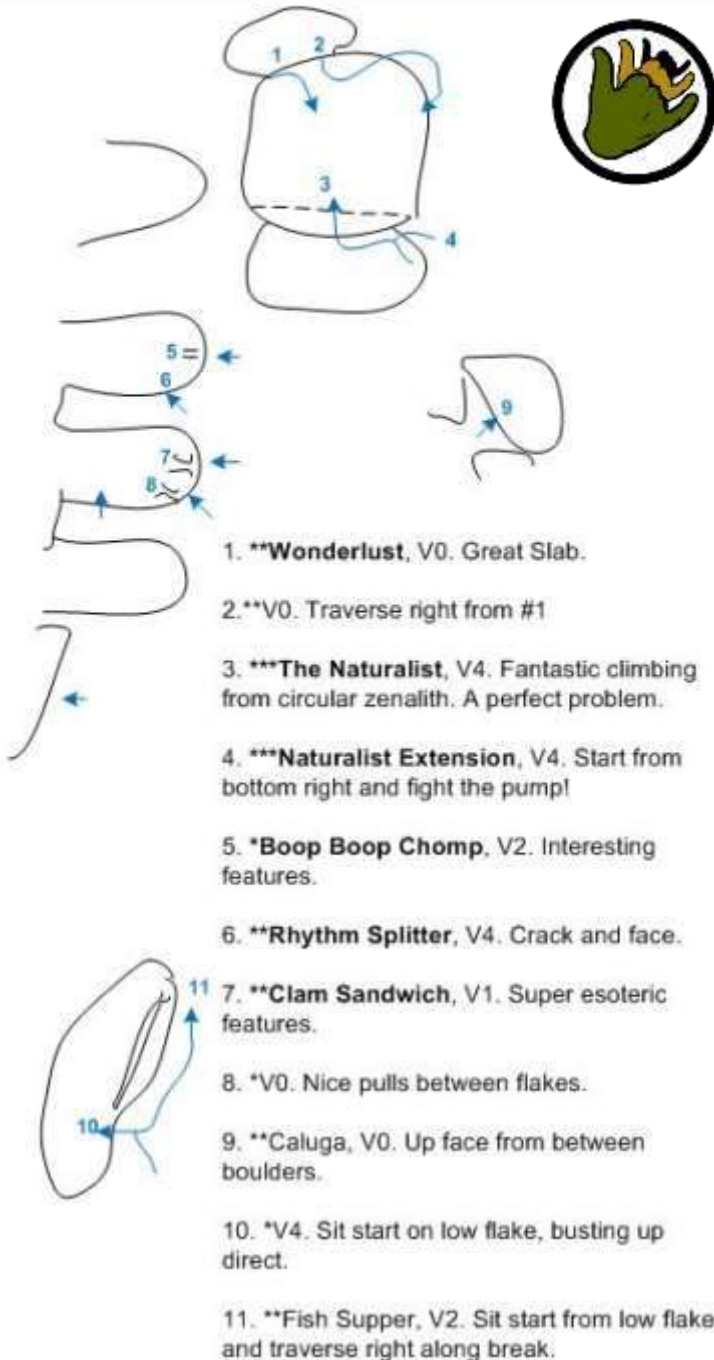 1
2
3
4
5
6
7
8
9
1. **Wonderlust, V0. Great Slab.
2.**V0. Traverse right from #1
3. ***The Naturalist, V4. Fantastic climbing
from circular zenalith. A perfect problem.
4. ***Naturalist Extension, V4. Start from
bottom right and fight the pump!
5. *Boop Boop Chomp, V2. Interesting
features.
6. **Rhythm Splitter, V4. Crack and face.
11
7. **Clam Sandwich, V1. Super esoteric
features.
8. *V0. Nice pulls between flakes.
10
9. **Caluga, V0. Up face from between
boulders.
10. *V4. Sit start on low flake, busting up
direct.
11. **Fish Supper, V2. Sit start from low flake
and traverse right along break.